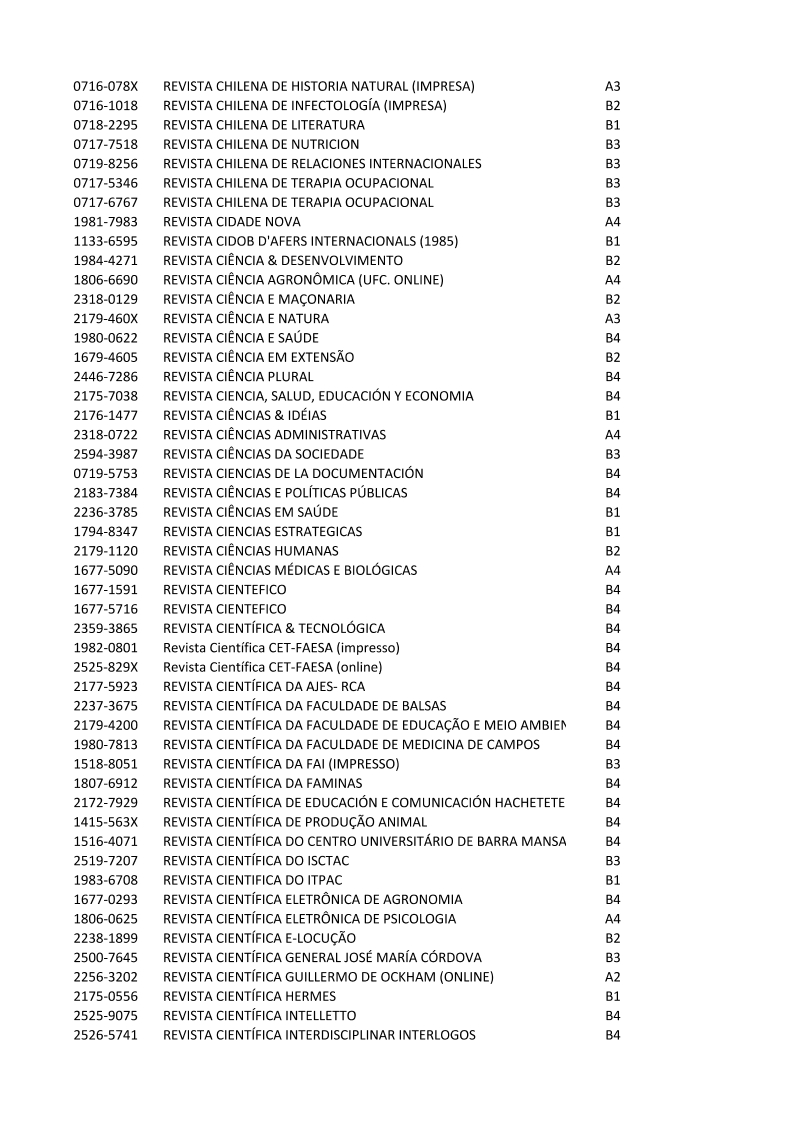 0716-078X REVISTA CHILENA DE HISTORIA NATURAL (IMPRESA) A3
0716-1018 REVISTA CHILENA DE INFECTOLOGÍA (IMPRESA) B2
0718-2295 REVISTA CHILENA DE LITERATURA B1
0717-7518 REVISTA CHILENA DE NUTRICION B3
0719-8256 REVISTA CHILENA DE RELACIONES INTERNACIONALES B3
0717-5346 REVISTA CHILENA DE TERAPIA OCUPACIONAL B3
0717-6767 REVISTA CHILENA DE TERAPIA OCUPACIONAL B3
1981-7983 REVISTA CIDADE NOVA A4
1133-6595 REVISTA CIDOB D'AFERS INTERNACIONALS (1985) B1
1984-4271 REVISTA CIÊNCIA & DESENVOLVIMENTO B2
1806-6690 REVISTA CIÊNCIA AGRONÔMICA (UFC. ONLINE) A4
2318-0129 REVISTA CIÊNCIA E MAÇONARIA B2
2179-460X REVISTA CIÊNCIA E NATURA A3
1980-0622 REVISTA CIÊNCIA E SAÚDE B4
1679-4605 REVISTA CIÊNCIA EM EXTENSÃO B2
2446-7286 REVISTA CIÊNCIA PLURAL B4
2175-7038 REVISTA CIENCIA, SALUD, EDUCACIÓN Y ECONOMIA B4
2176-1477 REVISTA CIÊNCIAS & IDÉIAS B1
2318-0722 REVISTA CIÊNCIAS ADMINISTRATIVAS A4
2594-3987 REVISTA CIÊNCIAS DA SOCIEDADE B3
0719-5753 REVISTA CIENCIAS DE LA DOCUMENTACIÓN B4
2183-7384 REVISTA CIÊNCIAS E POLÍTICAS PÚBLICAS B4
2236-3785 REVISTA CIÊNCIAS EM SAÚDE B1
1794-8347 REVISTA CIENCIAS ESTRATEGICAS B1
2179-1120 REVISTA CIÊNCIAS HUMANAS B2
1677-5090 REVISTA CIÊNCIAS MÉDICAS E BIOLÓGICAS A4
1677-1591 REVISTA CIENTEFICO B4
1677-5716 REVISTA CIENTEFICO B4
2359-3865 REVISTA CIENTÍFICA & TECNOLÓGICA B4
1982-0801 Revista Científica CET-FAESA (impresso) B4
2525-829X Revista Científica CET-FAESA (online) B4
2177-5923 REVISTA CIENTÍFICA DA AJES- RCA B4
2237-3675 REVISTA CIENTÍFICA DA FACULDADE DE BALSAS B4
2179-4200 REVISTA CIENTÍFICA DA FACULDADE DE EDUCAÇÃO E MEIO AMBIEN B4
1980-7813 REVISTA CIENTÍFICA DA FACULDADE DE MEDICINA DE CAMPOS B4
1518-8051 REVISTA CIENTÍFICA DA FAI (IMPRESSO) B3
1807-6912 REVISTA CIENTÍFICA DA FAMINAS B4
2172-7929 REVISTA CIENTÍFICA DE EDUCACIÓN E COMUNICACIÓN HACHETETE B4
1415-563X REVISTA CIENTÍFICA DE PRODUÇÃO ANIMAL B4
1516-4071 REVISTA CIENTÍFICA DO CENTRO UNIVERSITÁRIO DE BARRA MANSA B4
2519-7207 REVISTA CIENTÍFICA DO ISCTAC B3
1983-6708 REVISTA CIENTIFICA DO ITPAC B1
1677-0293 REVISTA CIENTÍFICA ELETRÔNICA DE AGRONOMIA B4
1806-0625 REVISTA CIENTÍFICA ELETRÔNICA DE PSICOLOGIA A4
2238-1899 REVISTA CIENTÍFICA E-LOCUÇÃO B2
2500-7645 REVISTA CIENTÍFICA GENERAL JOSÉ MARÍA CÓRDOVA B3
2256-3202 REVISTA CIENTÍFICA GUILLERMO DE OCKHAM (ONLINE) A2
2175-0556 REVISTA CIENTÍFICA HERMES B1
2525-9075 REVISTA CIENTÍFICA INTELLETTO B4
2526-5741 REVISTA CIENTÍFICA INTERDISCIPLINAR INTERLOGOS B4